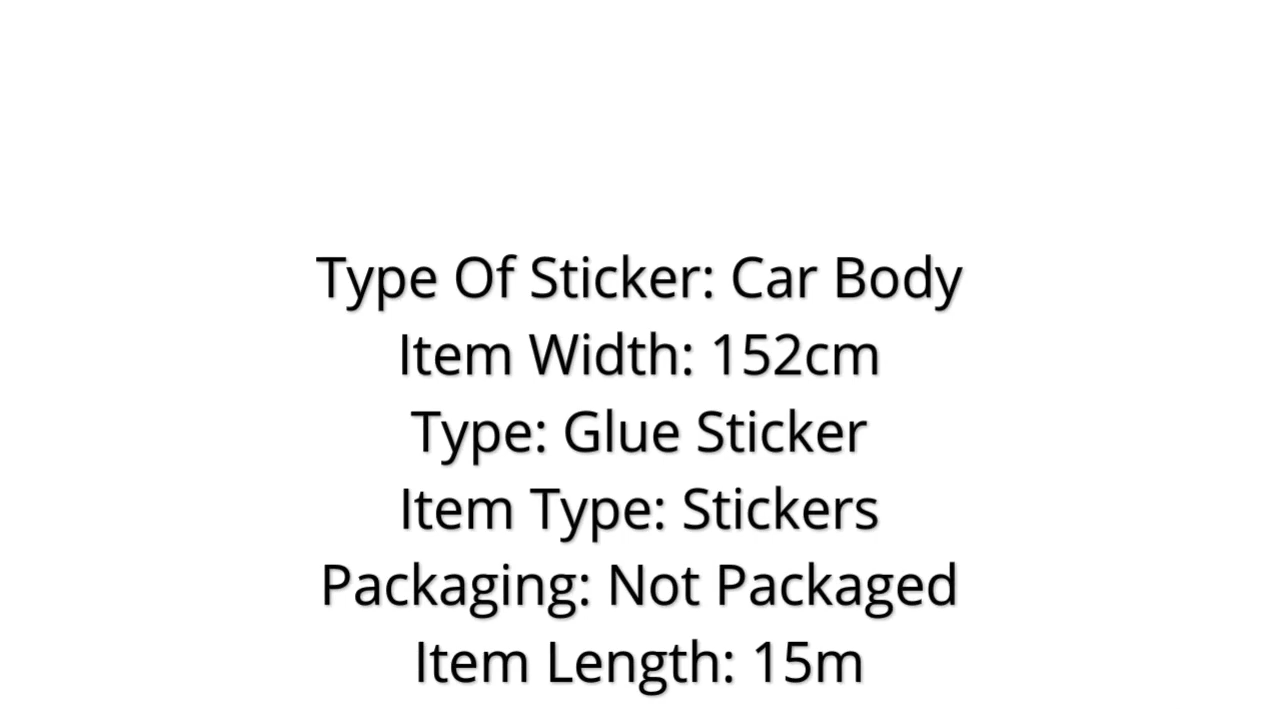 Type Of Sticker: Car Body
Item Width: 152cm
Type: Glue Sticker
Item Type: Stickers
Packaging: Not Packaged
Item Length: 15m